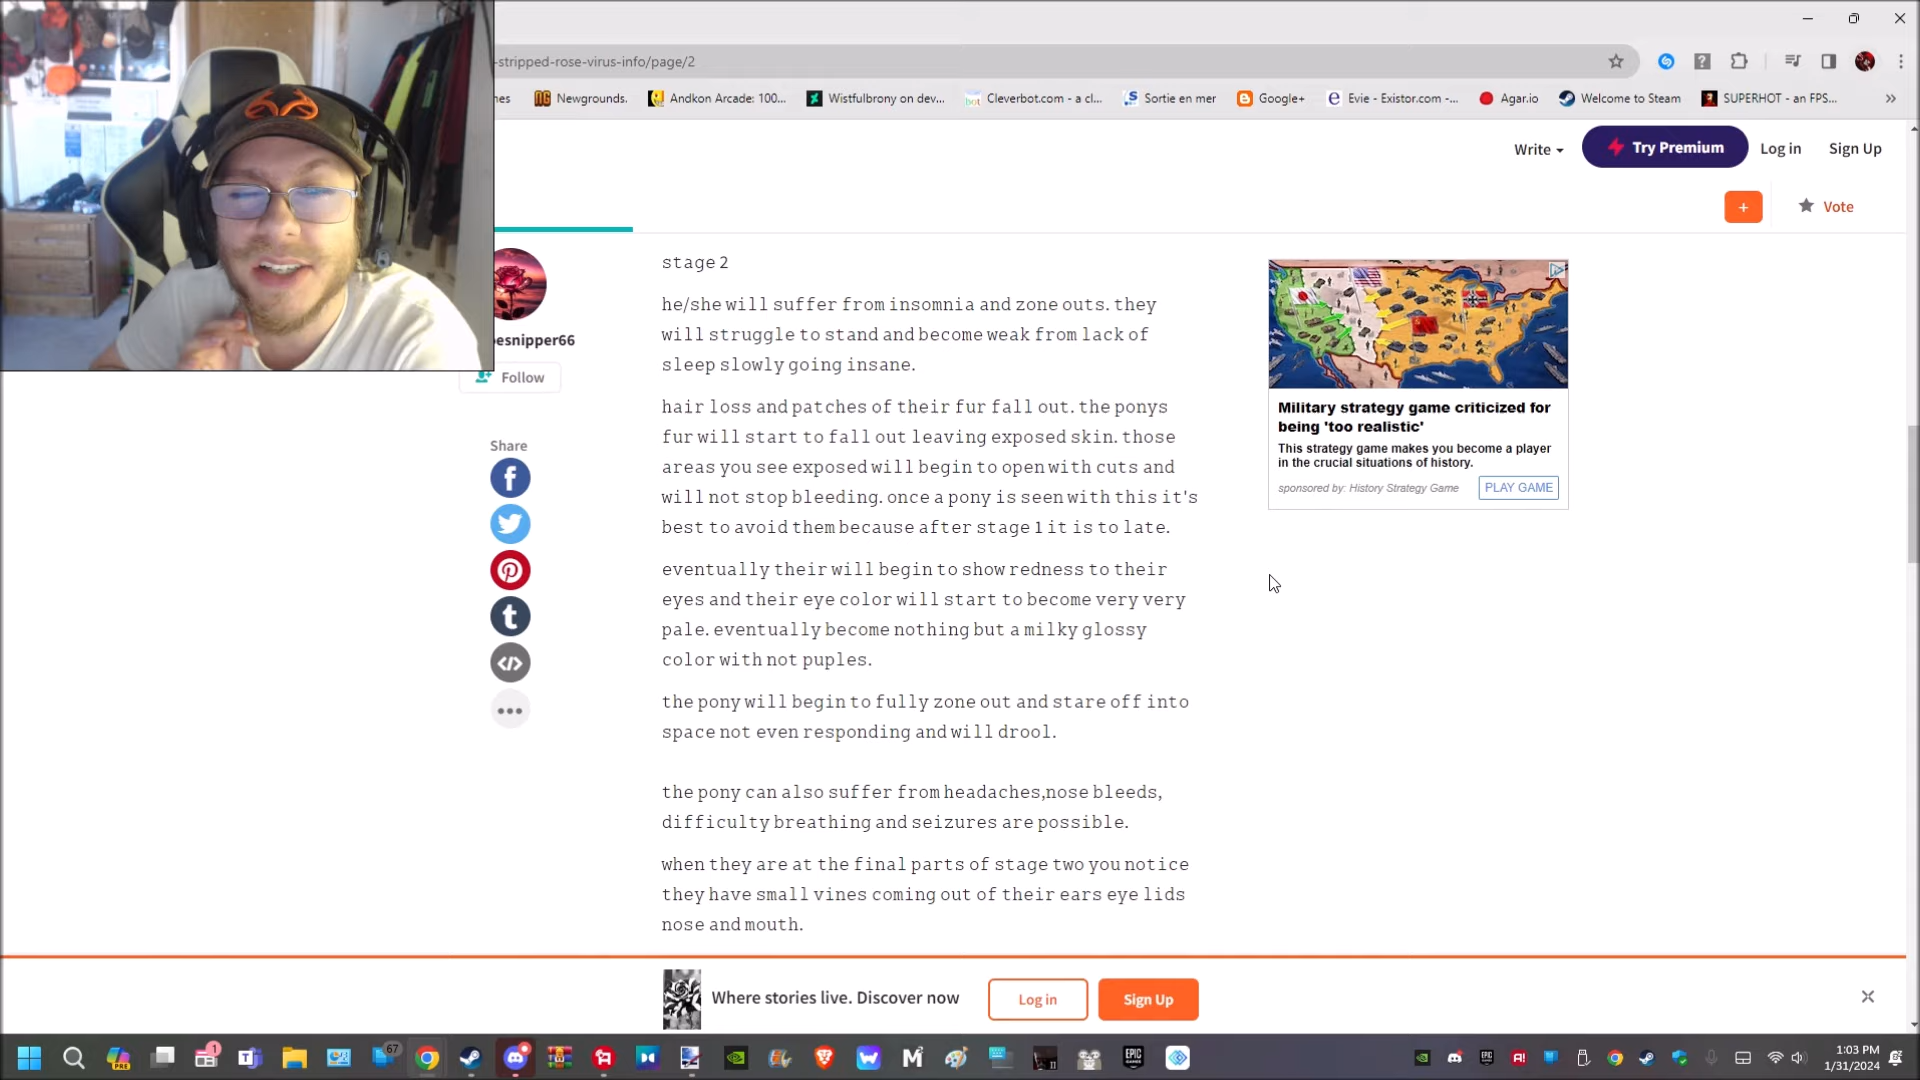 -stripped-rose-virus-info/page/2
nes
Newgrounds.
Andkon Arcade: 100...
Wistfulbrony on dev...
Cleverbot.com - a cl...
Sortie en mer
Google+
Evie - Existor.com -...
Agar.io
Welcome to Steam
SUPERHOT - an FPS...
»
Write
Try Premium
Log in
Sign Up
+
Vote
oesnipper66
Follow
Share
stage 2
he/she will suffer from insomnia and zone outs. they
will struggle to stand and become weak from lack of
sleep slowly going insane.
hair loss and patches of their fur fall out. the ponys
fur will start to fall out leaving exposed skin. those
areas you see exposed will begin to open with cuts and
will not stop bleeding. once a pony is seen with this it's
best to avoid them because after stage 1 it is to late.
eventually their will begin to show redness to their
eyes and their eye color will start to become very very
pale. eventually become nothing but a milky glossy
color with not puples.
the pony will begin to fully zone out and stare off into
space not even responding and will drool.
the pony can also suffer from headaches,nose bleeds,
difficulty breathing and seizures are possible.
when they are at the final parts of stage two you notice
they have small vines coming out of their ears eye lids
nose and mouth.
Military strategy game criticized for
being 'too realistic'
This strategy game makes you become a player
in the crucial situations of history.
sponsored by: History Strategy Game
PLAY GAME
Where stories live. Discover now
Log in
Sign Up
1
67
PRE
EPIC
1:03 PM
1/31/2024